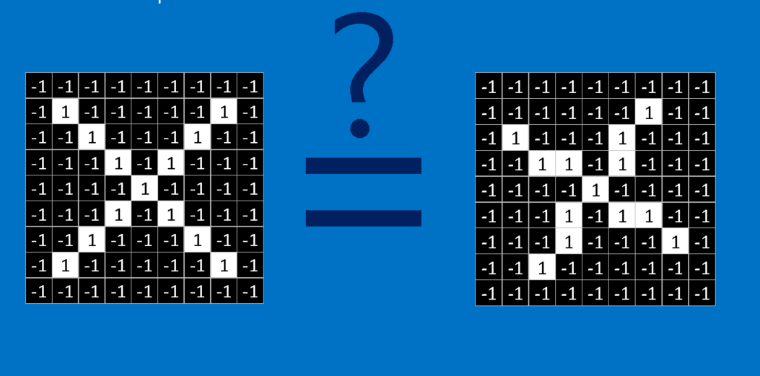 -1 -1 -1 -1 -1 -1 -1 -1 -1
-1 1 -1 -1 -1 -1 -1 1 -1
-1 -1 1 -1 -1 -1 1 -1 -1
-1 -1 -1 1 -1 1 -1 -1 -1
-1 -1 -1 -1 1 -1 -1 -1 -1
-1 -1 -1 1 -1 1 -1 -1 -1
-1 -1 1 -1 -1 -1 1 -1 -1
-1 1 -1 -1 -1 -1 -1 1 -1
-1 -1 -1 -1 -1 -1 -1 -1 -1
?
=
-1 -1 -1 -1 -1 -1 -1 -1 -1
-1 -1 -1 -1 -1 -1 1 -1 -1
-1 1 -1 -1 -1 1 -1 -1 -1
-1 -1 1 1 -1 1 -1 -1 -1
-1 -1 -1 -1 1 -1 -1 -1 -1
-1 -1 -1 1 -1 1 1 -1 -1
-1 -1 -1 1 -1 -1 -1 1 -1
-1 -1 1 -1 -1 -1 -1 -1 -1
-1 -1 -1 -1 -1 -1 -1 -1 -1